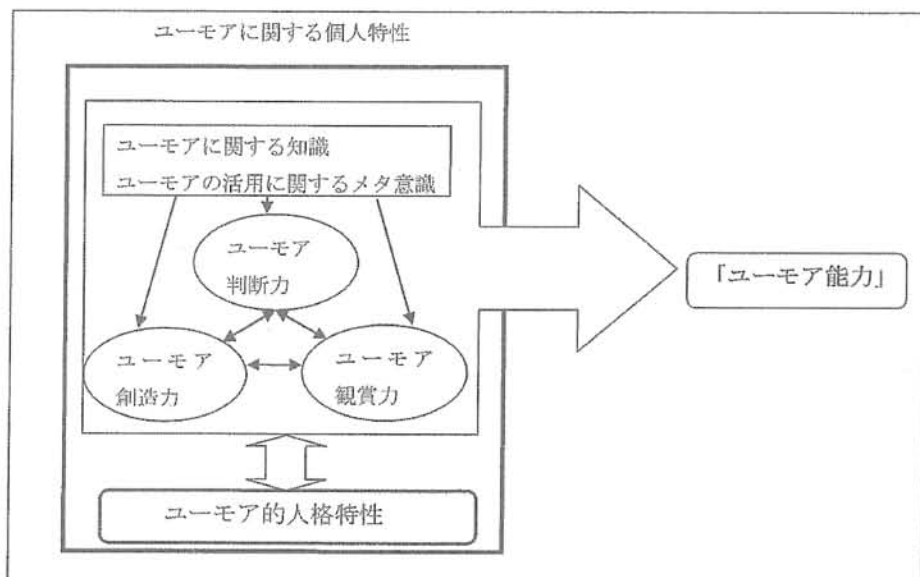 ユーモアに関する個人特性
ユーモアに関する知識
ユーモアの活用に関するメタ意識
ユーモア
判断力
ユーモア
創造力
ユーモア
観賞力
「ユーモア能力」
ユーモア的人格特性